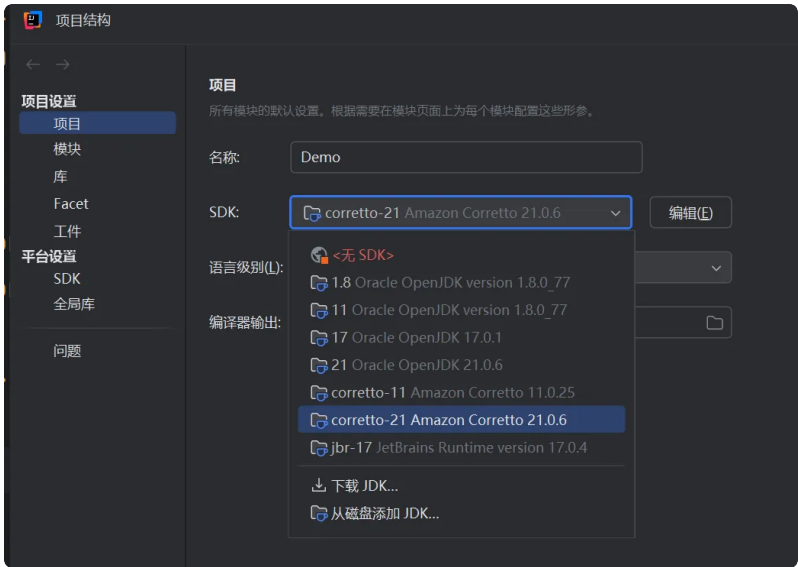 项目结构
项目设置
项目
模块
库
Facet
工件
平台设置
SDK
全局库
问题
项目
所有模块的默认设置。根据需要在模块页面上为每个模块配置这些形参。
名称: Demo
SDK: corretto-21 Amazon Corretto 21.0.6 编辑(E)
<无 SDK>
语言级别(L):
1.8 Oracle OpenJDK version 1.8.0_77
11 Oracle OpenJDK version 1.8.0_77
编译器输出:
17 Oracle OpenJDK 17.0.1
21 Oracle OpenJDK 21.0.6
corretto-11 Amazon Corretto 11.0.25
corretto-21 Amazon Corretto 21.0.6
jbr-17 JetBrains Runtime version 17.0.4
下载 JDK...
从磁盘添加 JDK...